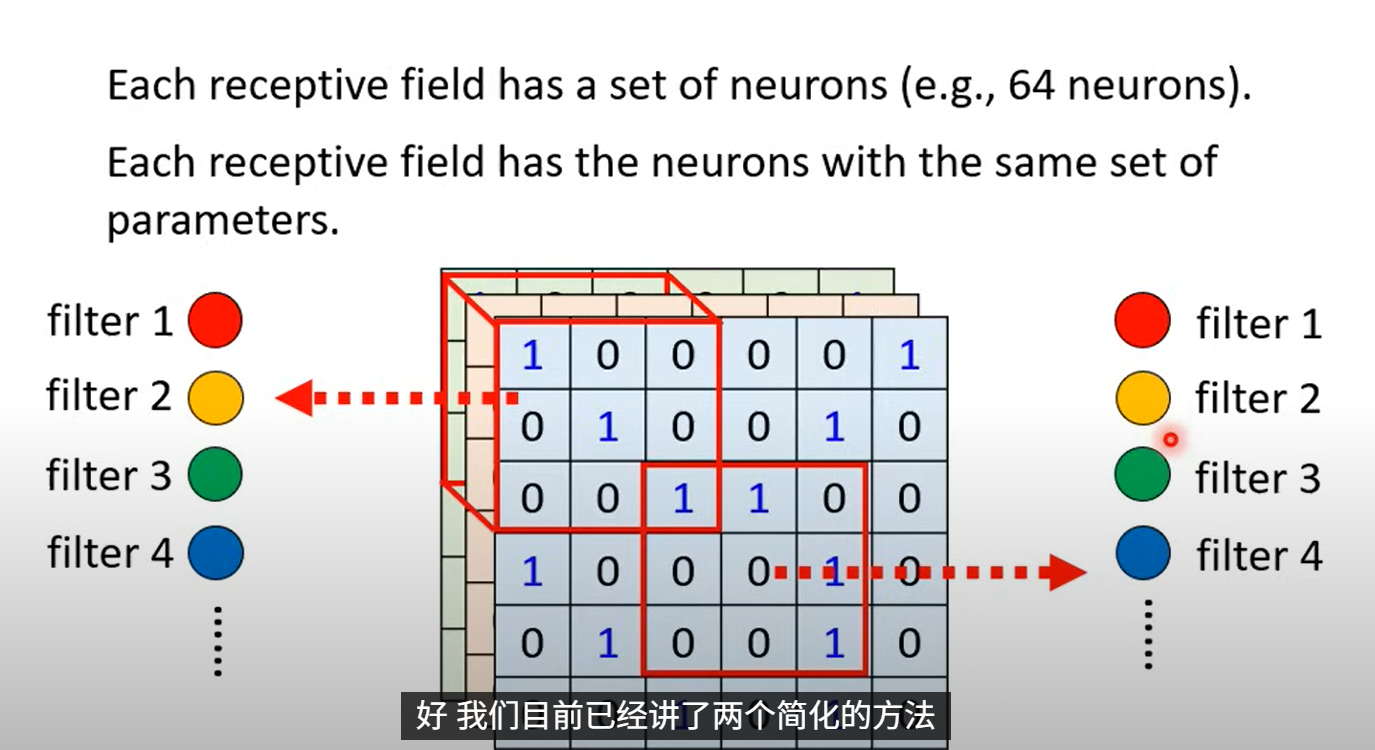 Each receptive field has a set of neurons (e.g., 64 neurons).
Each receptive field has the neurons with the same set of
parameters.
filter 1
filter 2
filter 3
filter 4
1 0 0 0 0 1
0 1 0 0 1 0
0 0 1 1 0 0
1 0 0 0 1 0
0 1 0 0 1 0
filter 1
filter 2
filter 3
filter 4
好 我们目前已经讲了两个简化的方法